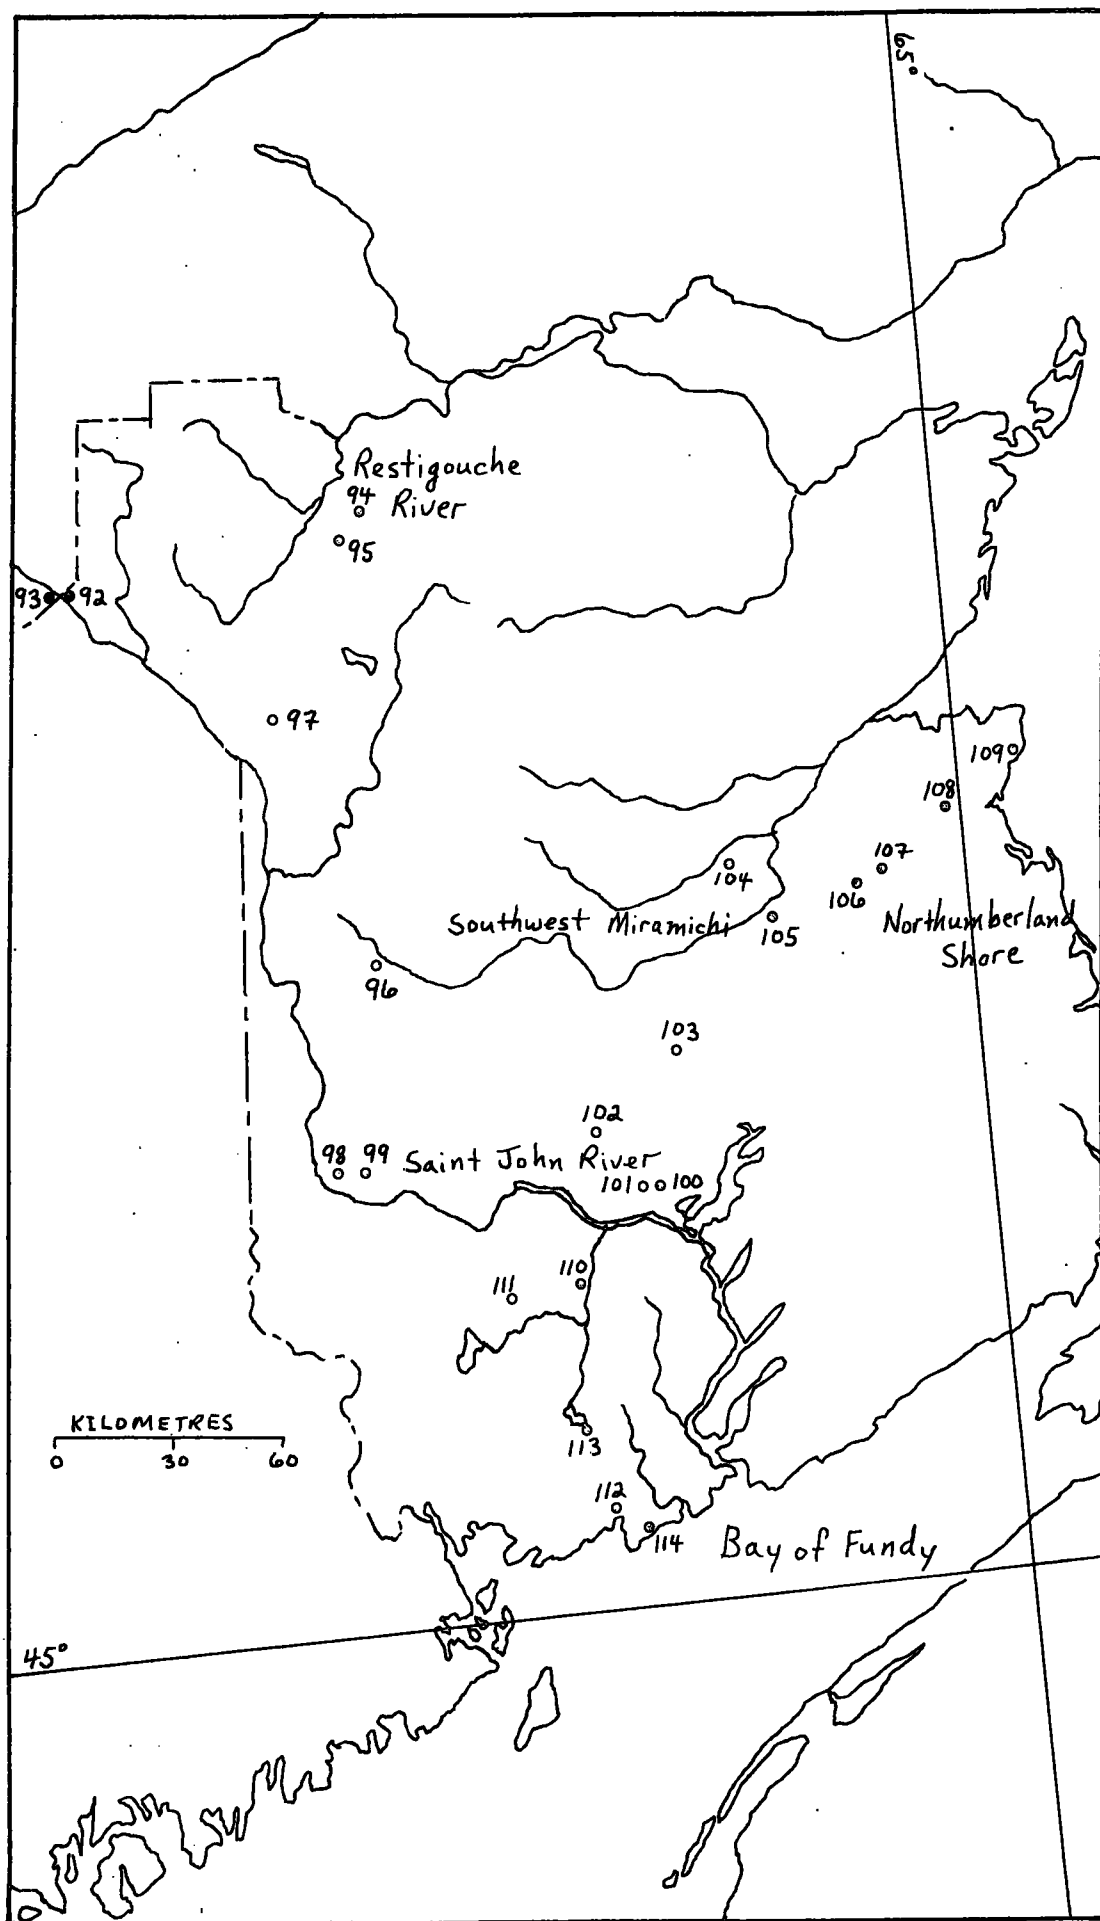 65°
Restigouche
94 River
95
93 92
97
109
108
107
106
104
Southwest Miramichi 105
Northumberland
Shore
96
103
102
98 99 Saint John River
101 100
110
111
KILOMETRES
0 30 60
113
112
114 Bay of Fundy
45°